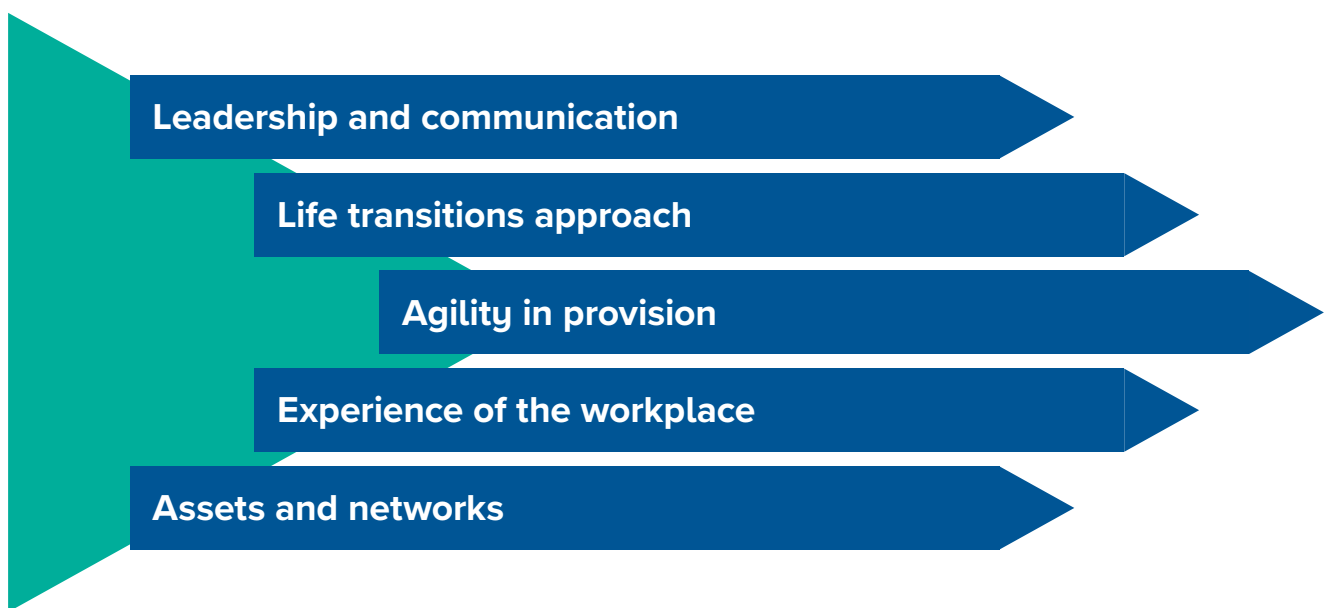 Leadership and communication
Life transitions approach
Agility in provision
Experience of the workplace
Assets and networks